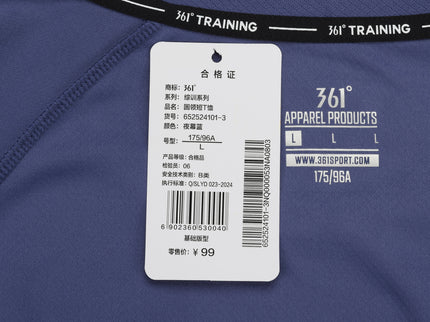 361° TRAINING
361° TRAINING
合格证
商标: 361°
系列: 综训系列
品名: 圆领短T恤
货号: 652524101-3
颜色: 夜幕蓝
号型: 175/96A
L
产品等级: 合格品
检验员: 06
安全技术类别: B类
执行标准: Q/SLYD 023-2024
6 902360 530040
基础版型
零售价: ￥99
652524101-3NQ000053NA0803
361°
APPAREL PRODUCTS
L L L L
WWW.361SPORT.COM
175/96A